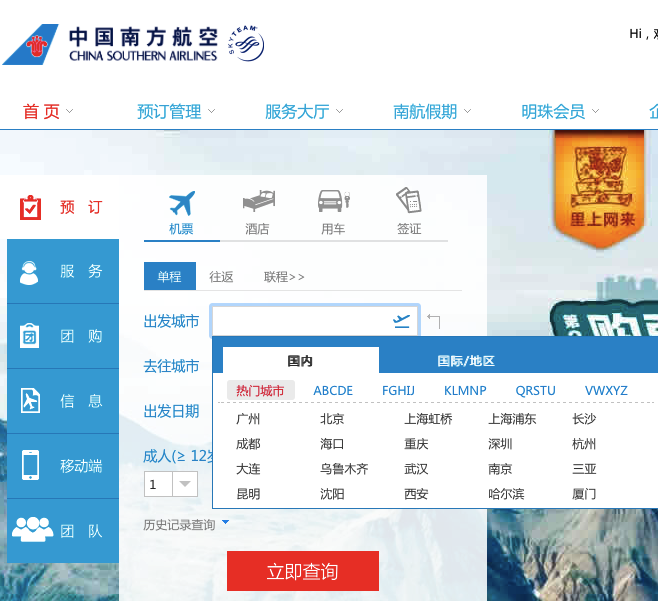 中国南方航空
CHINA SOUTHERN AIRLINES
SKYTEAM
Hi，
首 页
预订管理
服务大厅
南航假期
明珠会员
预 订
服 务
团 购
信 息
移动端
团 队
机票
酒店
用车
签证
单程
往返
联程>>
出发城市
去往城市
出发日期
成人(≥ 12
1
历史记录查询
立即查询
国内
国际/地区
热门城市 ABCDE FGHIJ KLMNP QRSTU VWXYZ
广州 北京 上海虹桥 上海浦东 长沙
成都 海口 重庆 深圳 杭州
大连 乌鲁木齐 武汉 南京 三亚
昆明 沈阳 西安 哈尔滨 厦门
里上网来
第
购